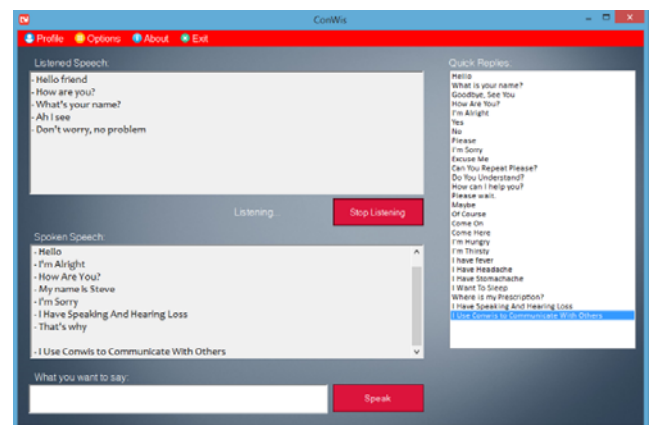 ConWis
Profile Options About Exit
Listened Speech:
- Hello friend
- How are you?
- What's your name?
- Ah I see
- Don't worry, no problem
Listening...
Stop Listening
Spoken Speech:
- Hello
- I'm Alright
- How Are You?
- My name is Steve
- I'm Sorry
- I Have Speaking And Hearing Loss
- That's why
- I Use Conwis to Communicate With Others
What you want to say:
Speak
Quick Replies:
Hello
What is your name?
Goodbye, See You
How Are You?
I'm Alright
Yes
No
Please
I'm Sorry
Excuse Me
Can You Repeat Please?
Do You Understand?
How can I help you?
Please wait.
Maybe
Of Course
Come On
Come Here
I'm Hungry
I'm Thirsty
I have fever
I Have Headache
I Have Stomachache
I Want To Sleep
Where is my Prescription?
I Have Speaking And Hearing Loss
I Use Conwis to Communicate With Others